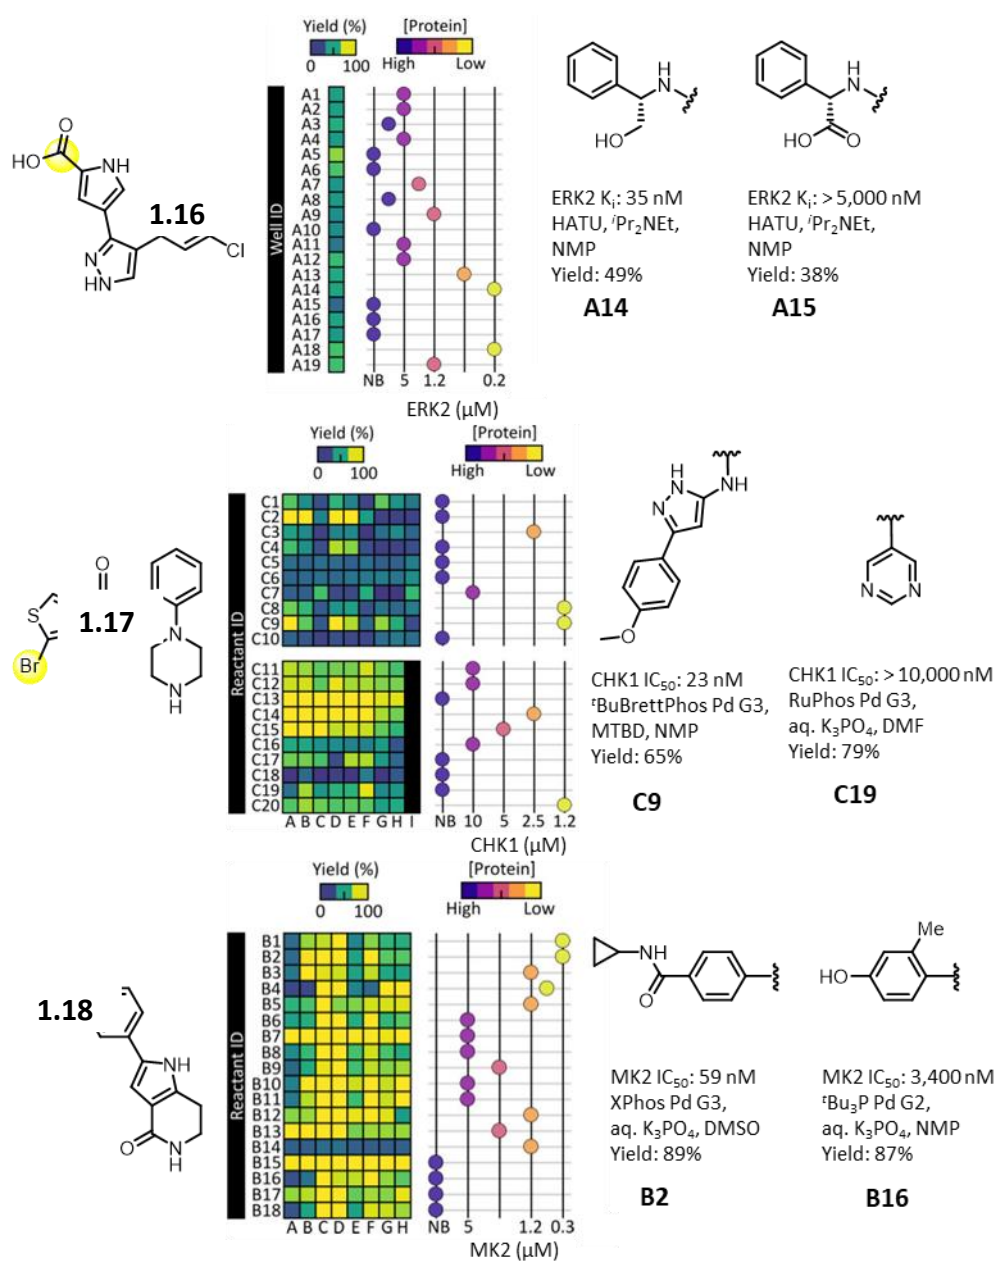 Yield (%)
0 100
[Protein]
High Low
Well ID
A1
A2
A3
A4
A5
A6
A7
A8
A9
A10
A11
A12
A13
A14
A15
A16
A17
A18
A19
NB 5 1.2 0.2
ERK2 (µM)
O
HO
NH
1.16
N
HN
Cl
H
N
HO
ERK2 Ki: 35 nM
HATU, iPr2NEt,
NMP
Yield: 49%
A14
H
N
HO
O
ERK2 Ki: > 5,000 nM
HATU, iPr2NEt,
NMP
Yield: 38%
A15
Yield (%)
0 100
[Protein]
High Low
Reactant ID
C1
C2
C3
C4
C5
C6
C7
C8
C9
C10
C11
C12
C13
C14
C15
C16
C17
C18
C19
C20
A B C D E F G H I
NB 10 5 2.5 1.2
CHK1 (µM)
O
S
1.17
Br
N
N
H
H
N
N
NH
O
CHK1 IC50: 23 nM
tBuBrettPhos Pd G3,
MTBD, NMP
Yield: 65%
C9
N N
CHK1 IC50: > 10,000 nM
RuPhos Pd G3,
aq. K3PO4, DMF
Yield: 79%
C19
Yield (%)
0 100
[Protein]
High Low
Reactant ID
B1
B2
B3
B4
B5
B6
B7
B8
B9
B10
B11
B12
B13
B14
B15
B16
B17
B18
A B C D E F G H
NB 5 1.2 0.3
MK2 (µM)
1.18
NH
O
N
H
NH
O
MK2 IC50: 59 nM
XPhos Pd G3,
aq. K3PO4, DMSO
Yield: 89%
B2
Me
HO
MK2 IC50: 3,400 nM
tBu3P Pd G2,
aq. K3PO4, NMP
Yield: 87%
B16